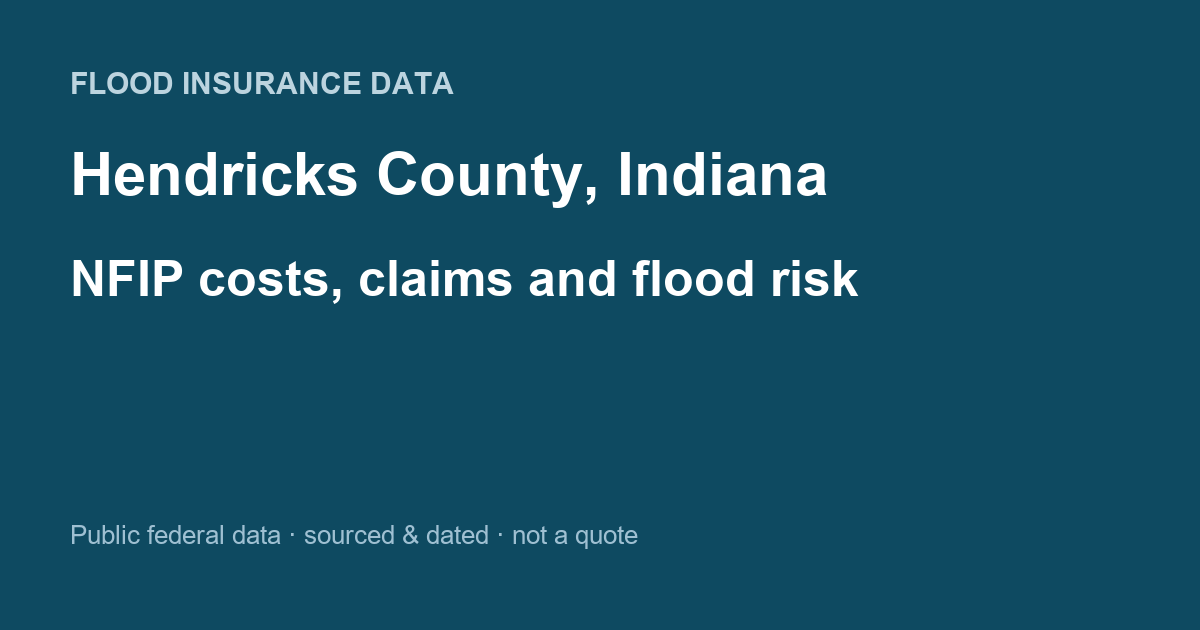 FLOOD INSURANCE DATA
Hendricks County, Indiana
NFIP costs, claims and flood risk
Public federal data · sourced & dated · not a quote